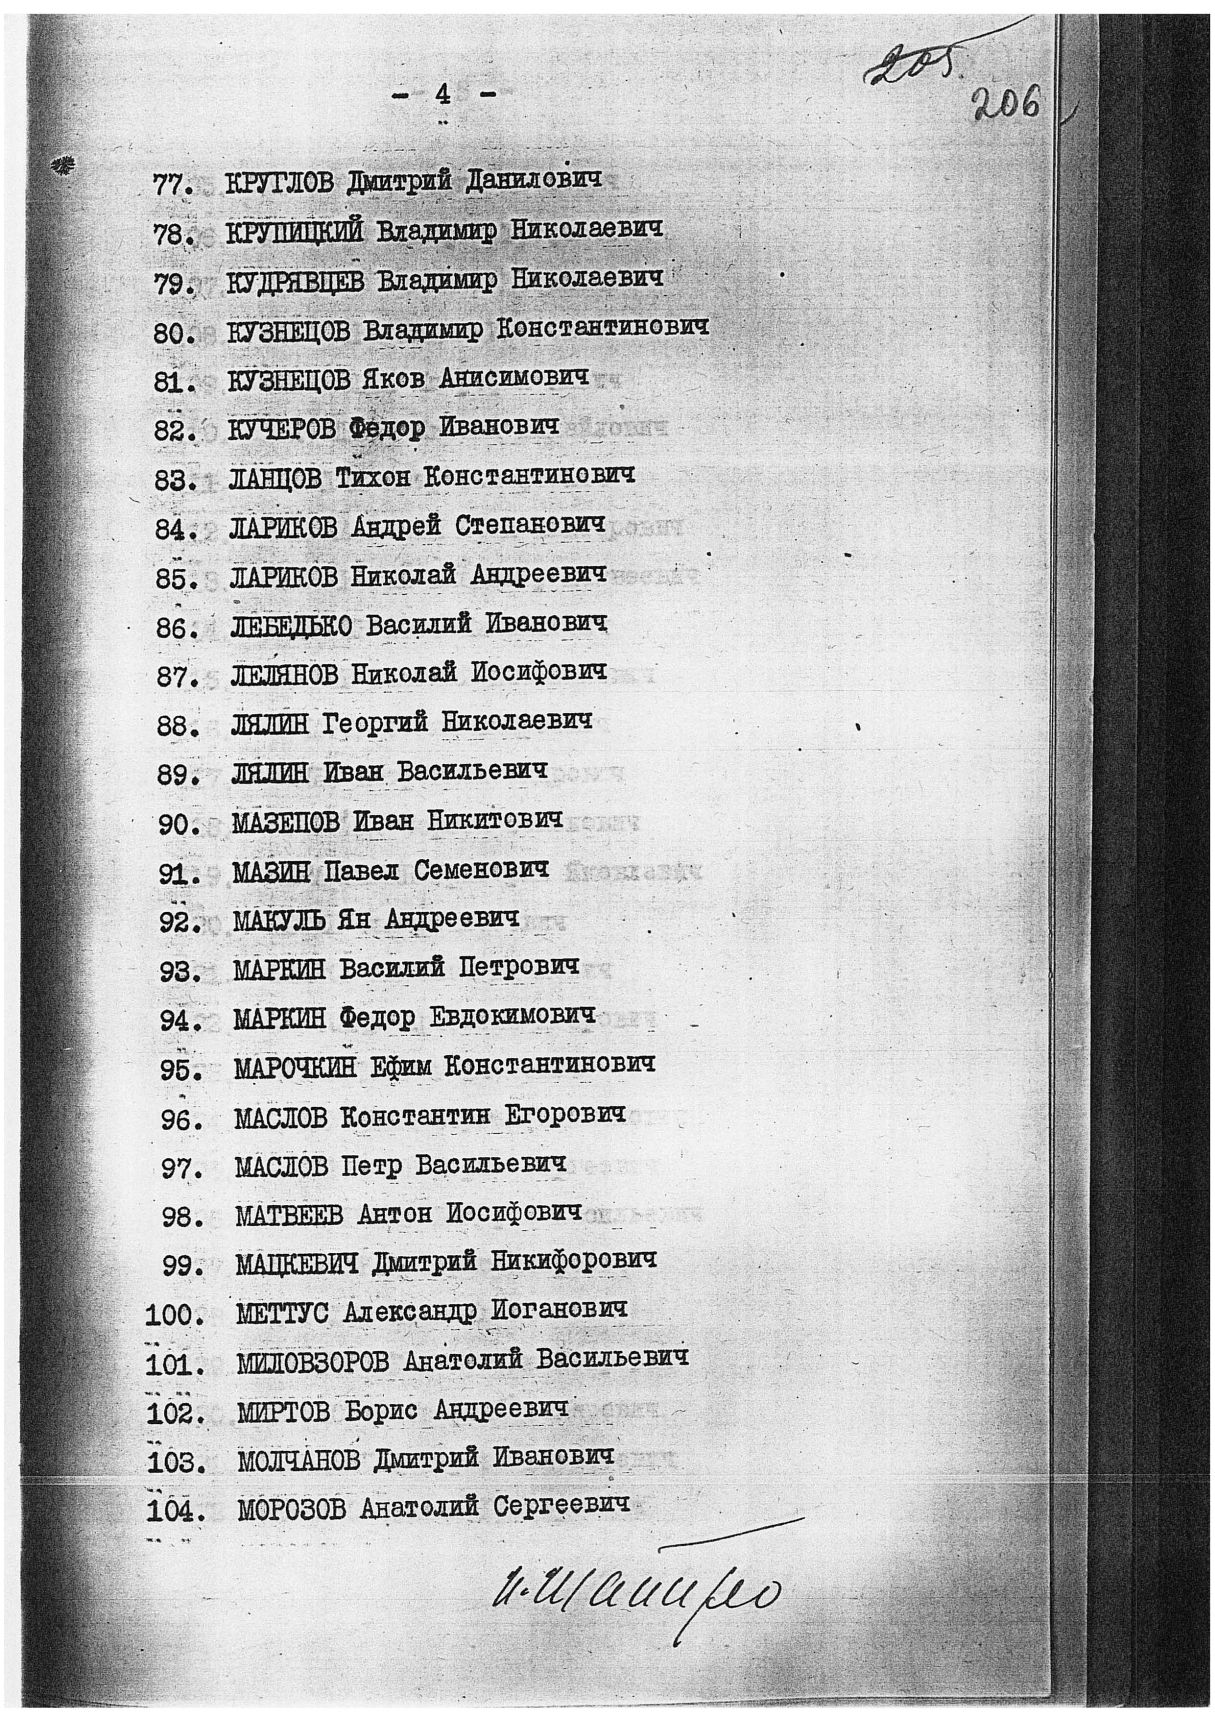 205.
206
- 4 -
77. КРУГЛОВ Дмитрий Данилович
78. КРУПИЦКИЙ Владимир Николаевич
79. КУДРЯВЦЕВ Владимир Николаевич
80. КУЗНЕЦОВ Владимир Константинович
81. КУЗНЕЦОВ Яков Анисимович
82. КУЧЕРОВ Федор Иванович
83. ЛАНЦОВ Тихон Константинович
84. ЛАРИКОВ Андрей Степанович
85. ЛАРИКОВ Николай Андреевич
86. ЛЕБЕДЬКО Василий Иванович
87. ЛЕЛЯНОВ Николай Иосифович
88. ЛЯЛИН Георгий Николаевич
89. ЛЯЛИН Иван Васильевич
90. МАЗЕПОВ Иван Никитович
91. МАЗИН Павел Семенович
92. МАКУЛЬ Ян Андреевич
93. МАРКИН Василий Петрович
94. МАРКИН Федор Евдокимович
95. МАРОЧКИН Ефим Константинович
96. МАСЛОВ Константин Егорович
97. МАСЛОВ Петр Васильевич
98. МАТВЕЕВ Антон Иосифович
99. МАЦКЕВИЧ Дмитрий Никифорович
100. МЕТТУС Александр Иоганович
101. МИЛОВЗОРОВ Анатолий Васильевич
102. МИРТОВ Борис Андреевич
103. МОЛЧАНОВ Дмитрий Иванович
104. МОРОЗОВ Анатолий Сергеевич
И. Шапиро